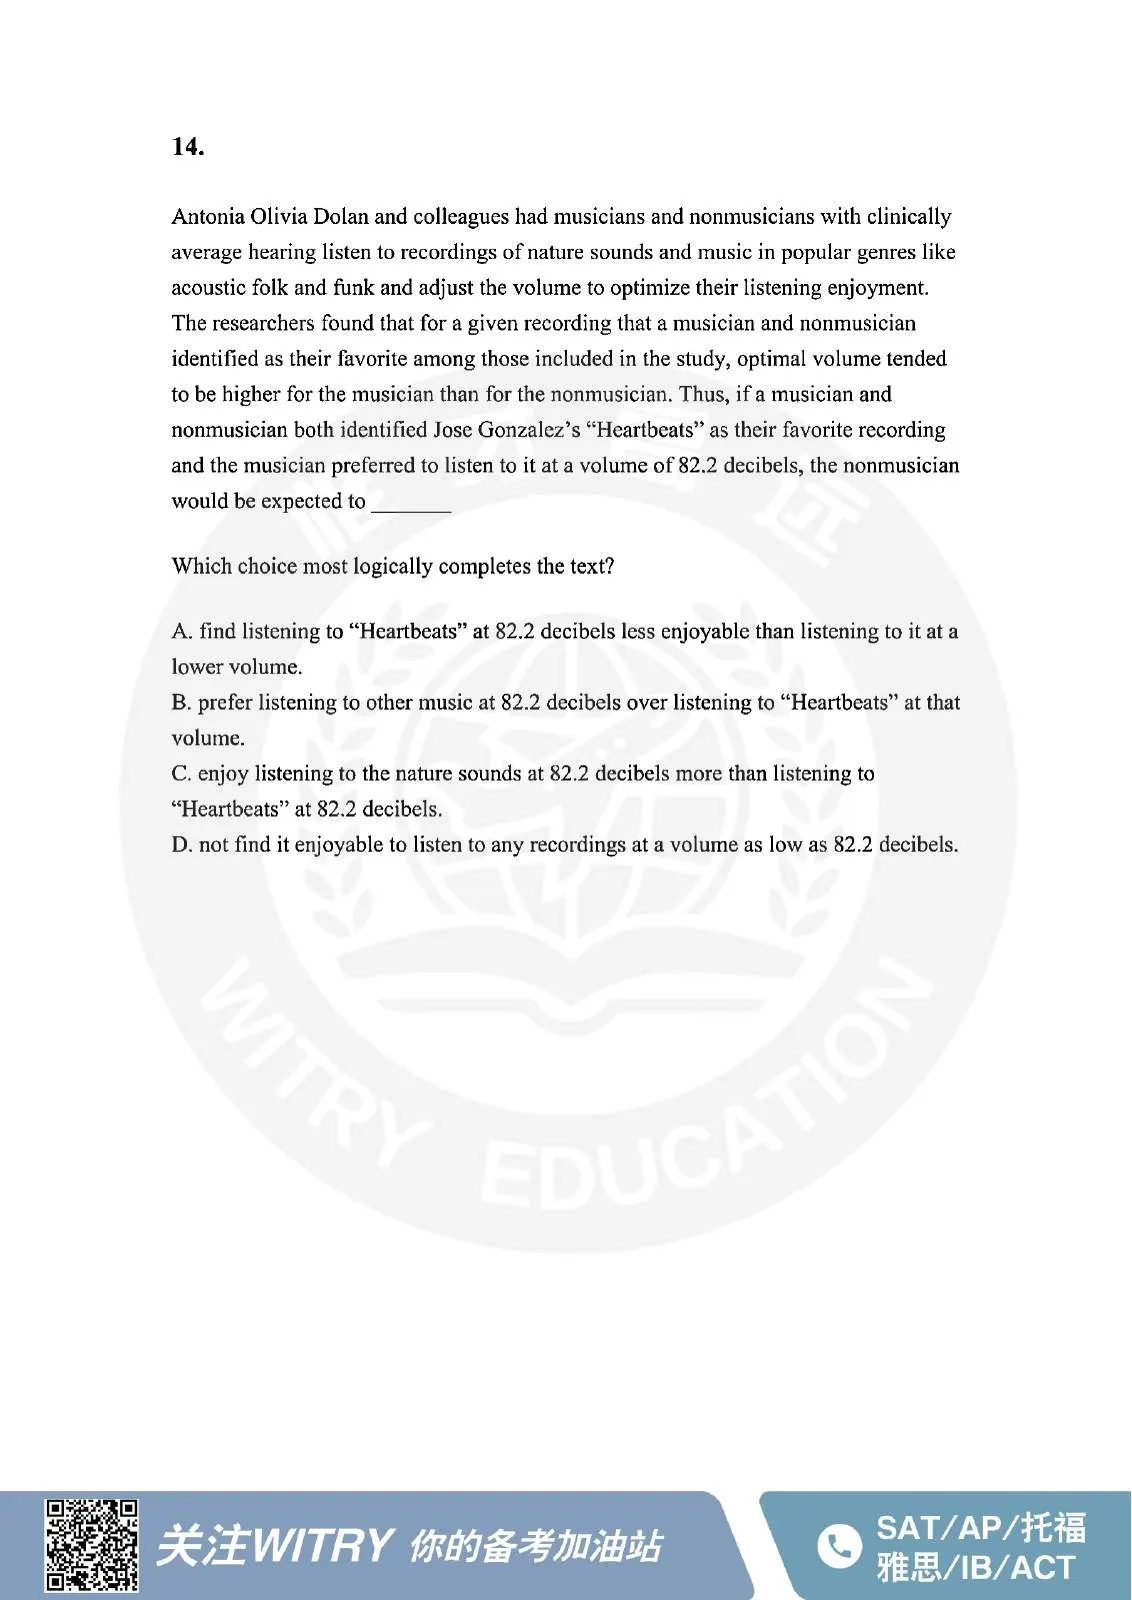 14.
Antonia Olivia Dolan and colleagues had musicians and nonmusicians with clinically
average hearing listen to recordings of nature sounds and music in popular genres like
acoustic folk and funk and adjust the volume to optimize their listening enjoyment.
The researchers found that for a given recording that a musician and nonmusician
identified as their favorite among those included in the study, optimal volume tended
to be higher for the musician than for the nonmusician. Thus, if a musician and
nonmusician both identified Jose Gonzalez’s “Heartbeats” as their favorite recording
and the musician preferred to listen to it at a volume of 82.2 decibels, the nonmusician
would be expected to _______
Which choice most logically completes the text?
A. find listening to “Heartbeats” at 82.2 decibels less enjoyable than listening to it at a
lower volume.
B. prefer listening to other music at 82.2 decibels over listening to “Heartbeats” at that
volume.
C. enjoy listening to the nature sounds at 82.2 decibels more than listening to
“Heartbeats” at 82.2 decibels.
D. not find it enjoyable to listen to any recordings at a volume as low as 82.2 decibels.
WITRY EDUCATION
关注WITRY 你的备考加油站
SAT/AP/托福
雅思/IB/ACT